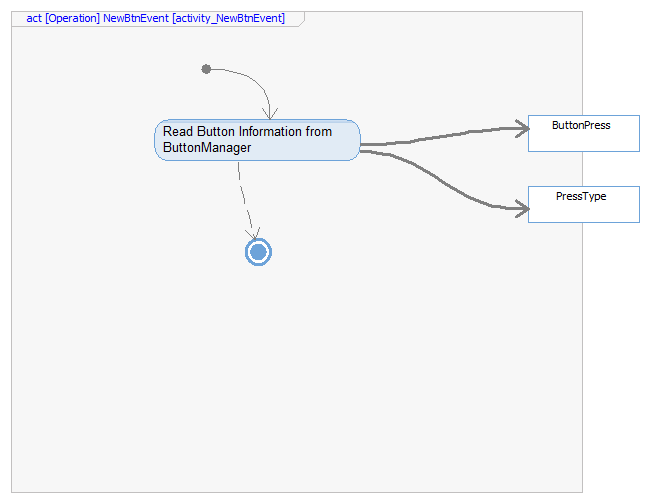 act [Operation] NewBtnEvent [activity_NewBtnEvent]
Read Button Information from
ButtonManager
ButtonPress
PressType